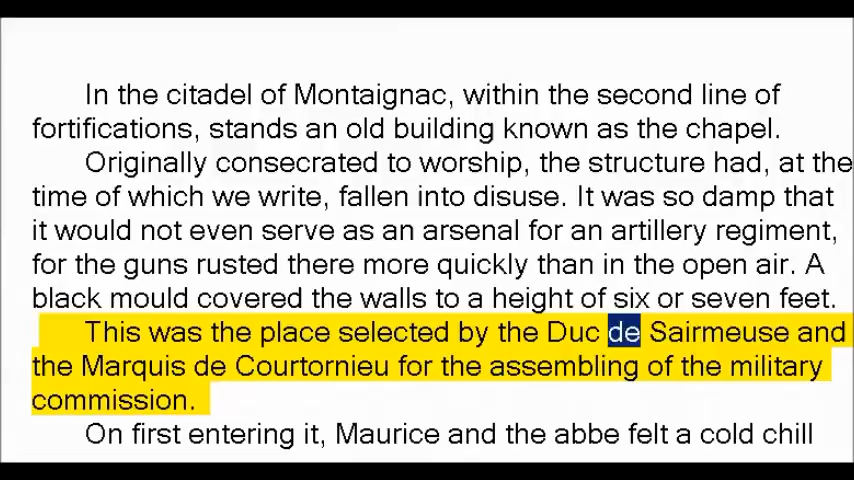 In the citadel of Montaignac, within the second line of
fortifications, stands an old building known as the chapel.
Originally consecrated to worship, the structure had, at the
time of which we write, fallen into disuse. It was so damp that
it would not even serve as an arsenal for an artillery regiment,
for the guns rusted there more quickly than in the open air. A
black mould covered the walls to a height of six or seven feet.
This was the place selected by the Duc de Sairmeuse and
the Marquis de Courtornieu for the assembling of the military
commission.
On first entering it, Maurice and the abbe felt a cold chill